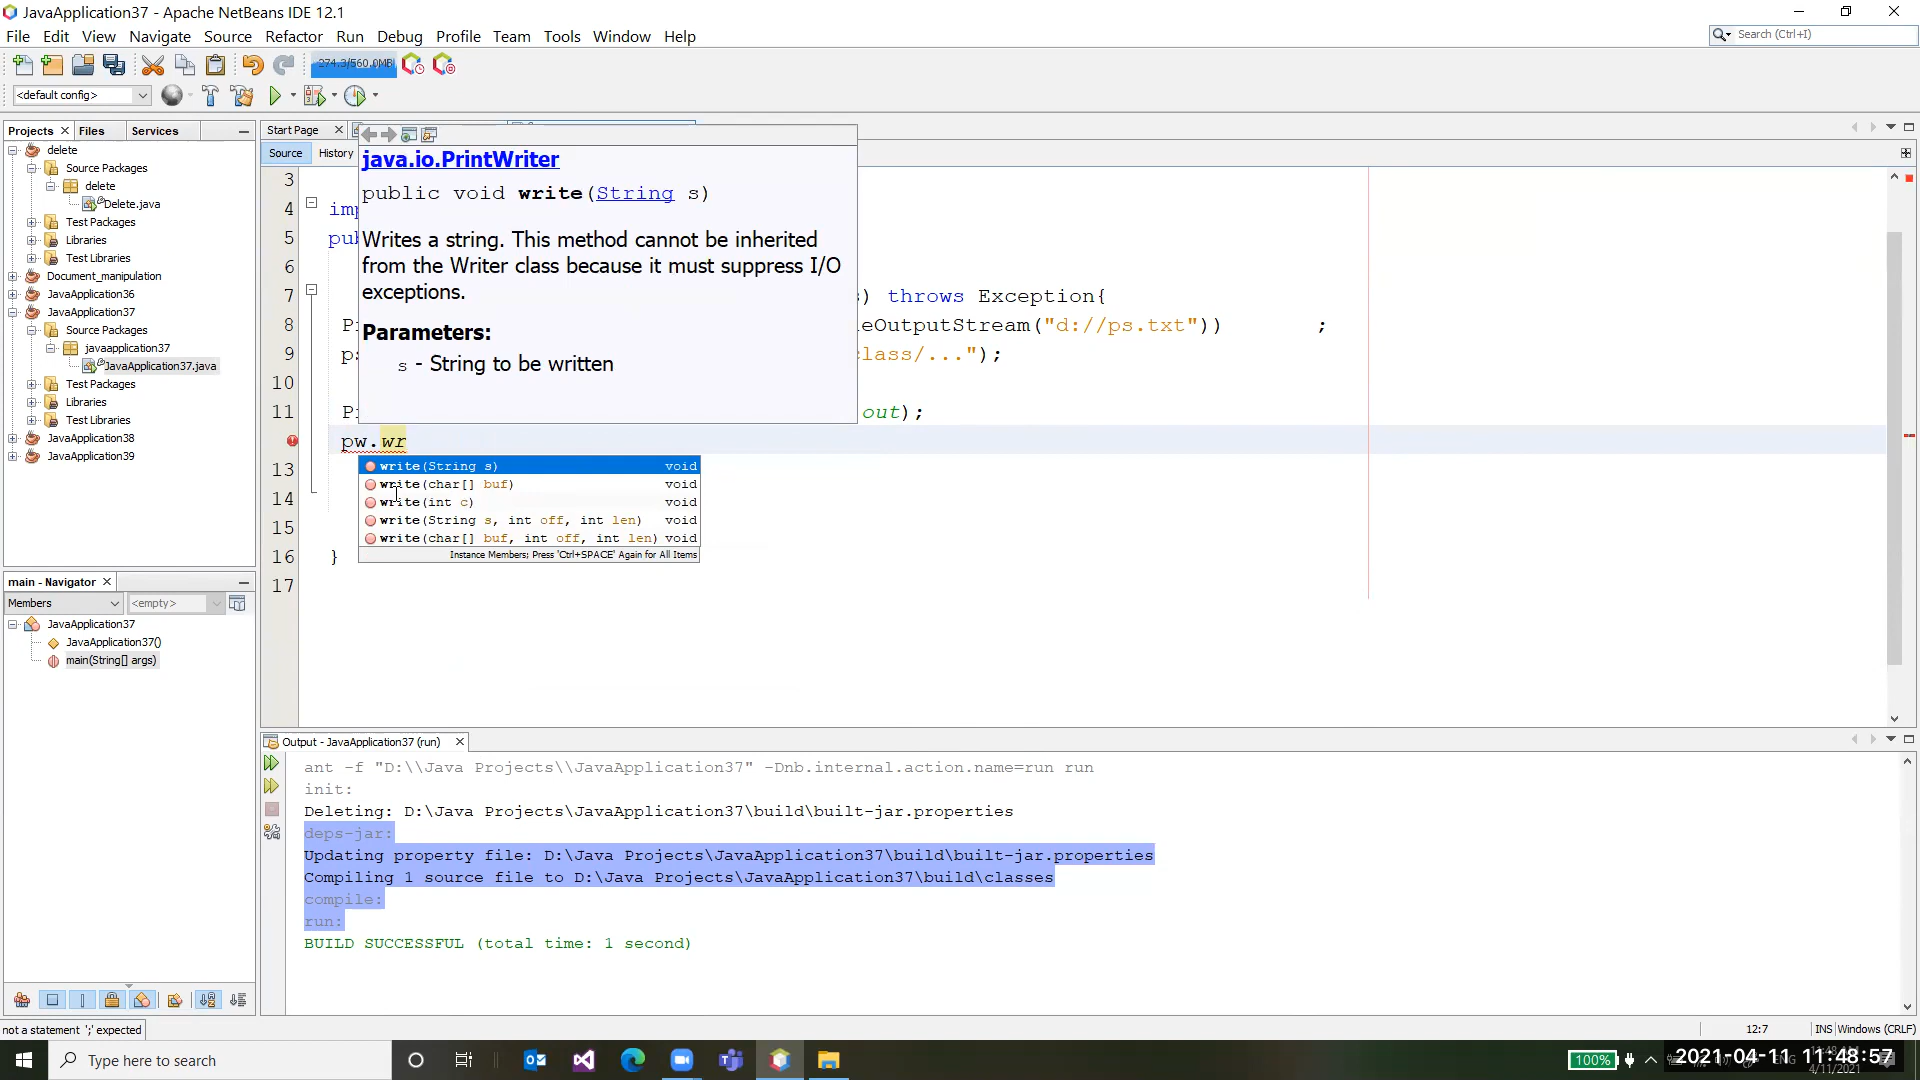 JavaApplication37 - Apache NetBeans IDE 12.1
File Edit View Navigate Source Refactor Run Debug Profile Team Tools Window Help
Search (Ctrl+I)
274.3/560.0MB
<default config>
Projects Files Services
Start Page
Source History
delete
Source Packages
delete
Delete.java
Test Packages
Libraries
Test Libraries
Document_manipulation
JavaApplication36
JavaApplication37
Source Packages
javaapplication37
JavaApplication37.java
Test Packages
Libraries
Test Libraries
JavaApplication38
JavaApplication39
java.io.PrintWriter
public void write(String s)
Writes a string. This method cannot be inherited
from the Writer class because it must suppress I/O
exceptions.
Parameters:
s - String to be written
3
4 imp
5 pub
6
7 ) throws Exception{
8 P eOutputStream("d://ps.txt")) ;
9 ps lass/...");
10
11 P out);
pw.wr
13
14
15
16 }
17
write(String s) void
write(char[] buf) void
write(int c) void
write(String s, int off, int len) void
write(char[] buf, int off, int len) void
Instance Members; Press 'Ctrl+SPACE' Again for All Items
main - Navigator
Members <empty>
JavaApplication37
JavaApplication37()
main(String[] args)
Output - JavaApplication37 (run)
ant -f "D:\\Java Projects\\JavaApplication37" -Dnb.internal.action.name=run run
init:
Deleting: D:\Java Projects\JavaApplication37\build\built-jar.properties
deps-jar:
Updating property file: D:\Java Projects\JavaApplication37\build\built-jar.properties
Compiling 1 source file to D:\Java Projects\JavaApplication37\build\classes
compile:
run:
BUILD SUCCESSFUL (total time: 1 second)
not a statement ';' expected
12:7 INS Windows (CRLF)
Type here to search
100%
2021-04-11 11:48:57
4/11/2021